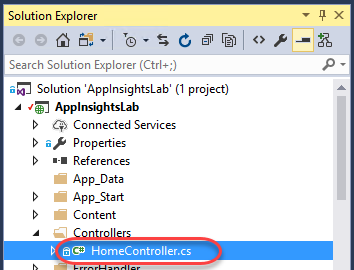 Solution Explorer
Search Solution Explorer (Ctrl+;)
Solution 'AppInsightsLab' (1 project)
AppInsightsLab
Connected Services
Properties
References
App_Data
App_Start
Content
Controllers
HomeController.cs
ErrorHandler